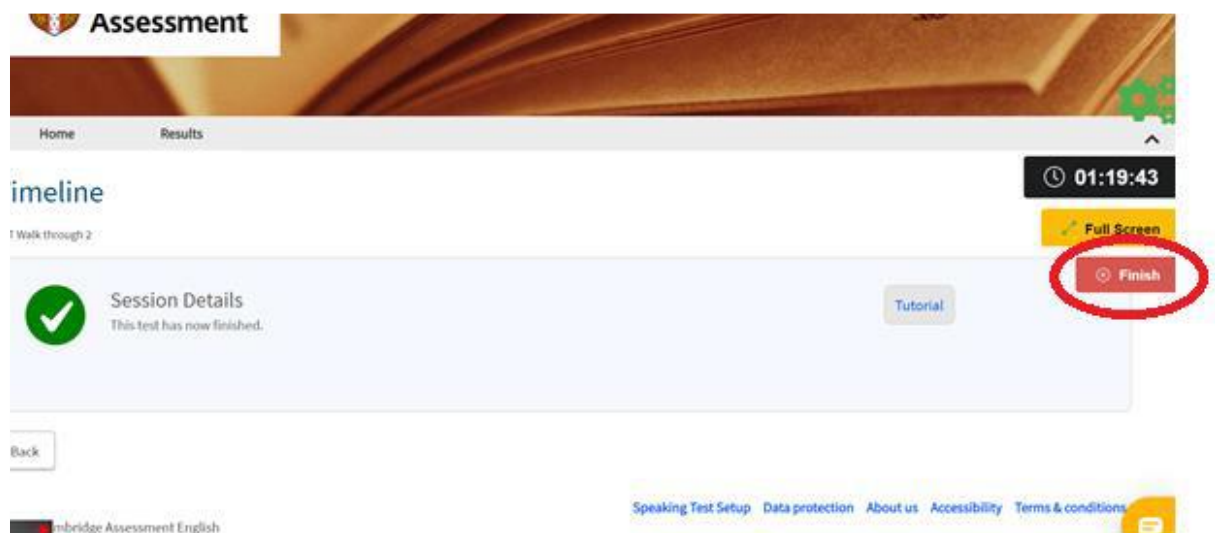 Assessment
Home Results
01:19:43
imeline
Full Screen
Walk through 2
Finish
Session Details
Tutorial
This test has now finished.
Back
Speaking Test Setup Data protection About us Accessibility Terms & conditions
mbridge Assessment English